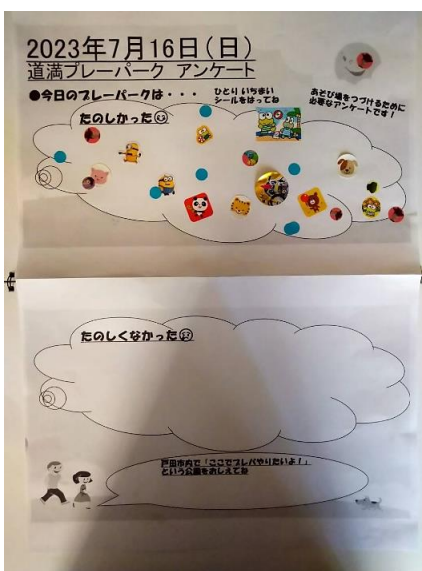 2023年7月16日(日)
道満プレーパーク アンケート
●今日のプレーパークは・・・
ひとり いちまい
シールをはってね
あそび場をつづけるために
必要なアンケートです!
たのしかった☺
たのしくなかった☹
戸田市内で「ここでプレパやりたいよ!」
という公園をおしえてね